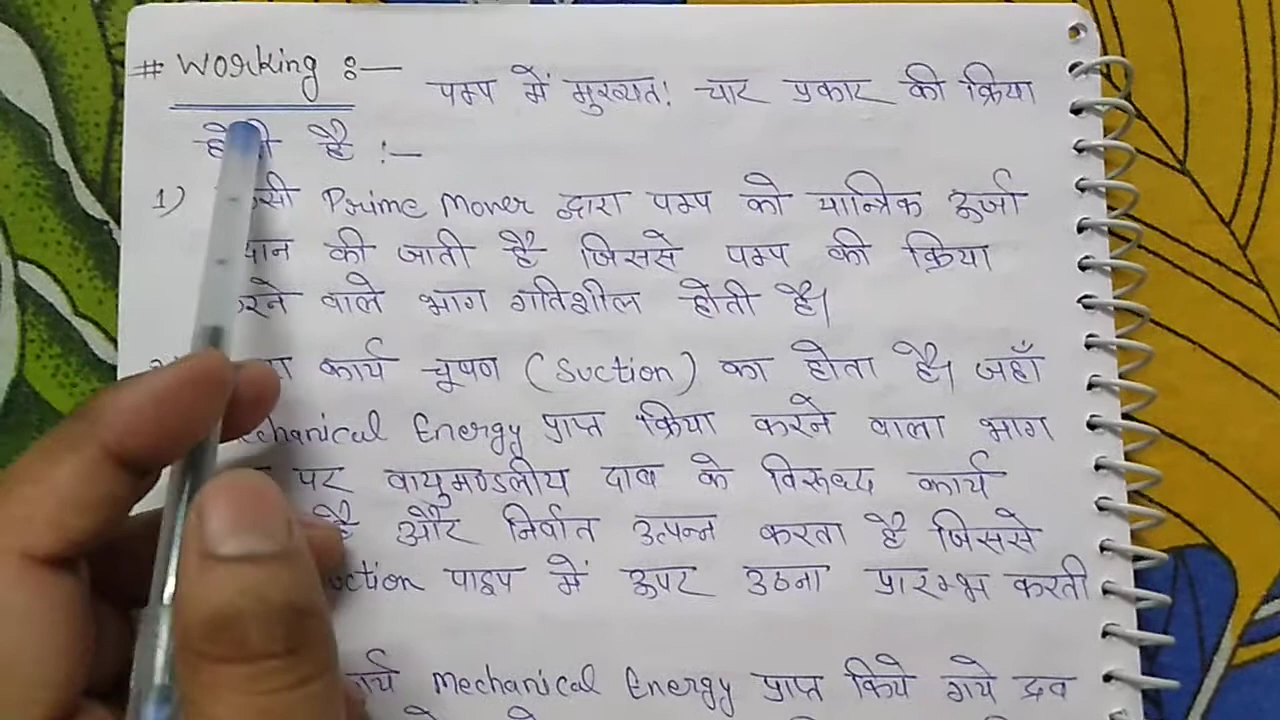 # Working :—
पम्प में मुख्यतः चार प्रकार की क्रिया
है :—
1) Prime Mover द्वारा पम्प को यान्त्रिक ऊर्जा
की जाती है जिससे पम्प की क्रिया
वाले भाग गतिशील होती है।
कार्य चूषण (Suction) का होता है। जहाँ
Energy प्राप्त क्रिया करने वाला भाग
पर वायुमण्डलीय दाब के विरूध्द कार्य
है और निर्वात उत्पन्न करता है जिससे
पाइप में ऊपर उठना प्रारम्भ करती
Mechanical Energy प्राप्त किये गये द्रव